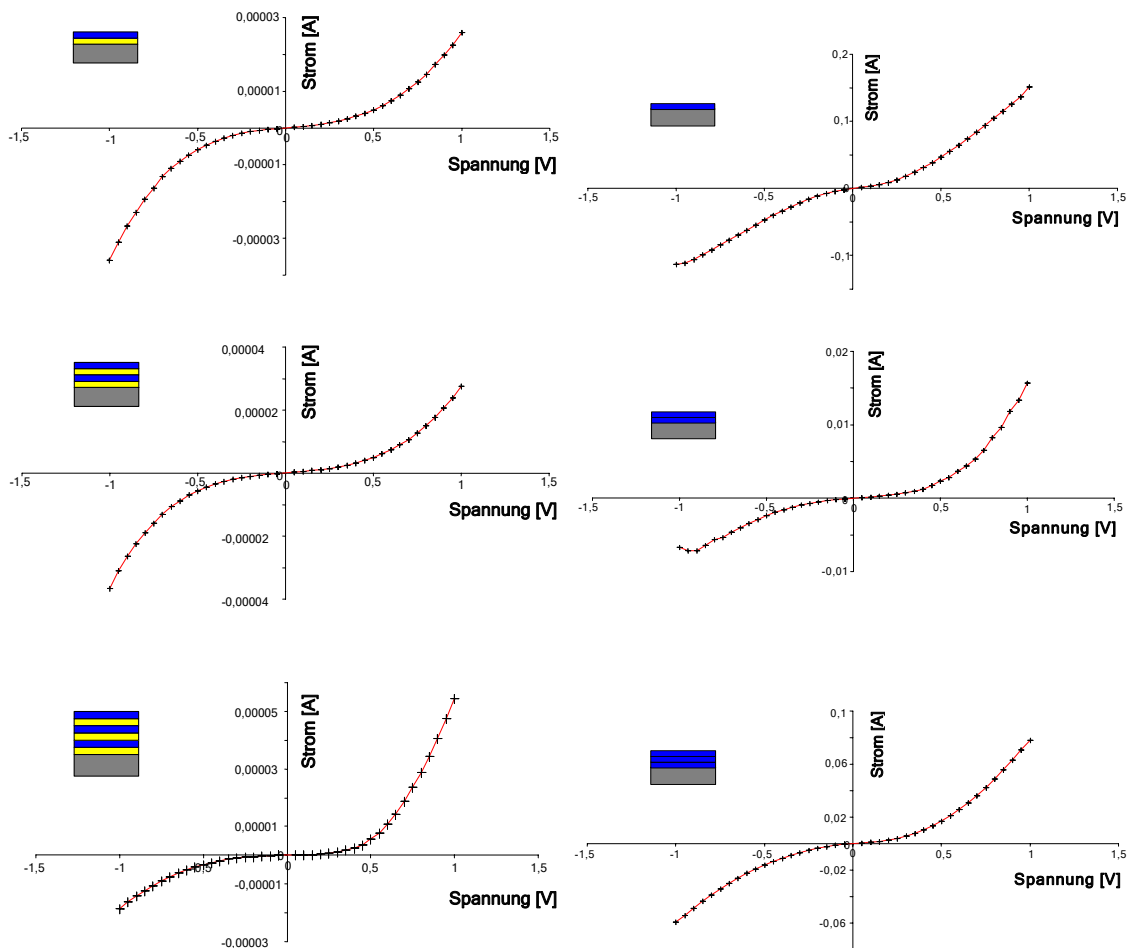 0,00003
0,00001
-0,00001
-0,00003
-1,5 -1 -0,5 0 0,5 1 1,5
Strom [A]
Spannung [V]
0,2
0,1
0
-0,1
-1,5 -1 -0,5 0,5 1 1,5
Strom [A]
Spannung [V]
0,00004
0,00002
0
-0,00002
-0,00004
-1,5 -1 -0,5 0 0,5 1 1,5
Strom [A]
Spannung [V]
0,02
0,01
0
-0,01
-1,5 -1 -0,5 0 0,5 1 1,5
Strom [A]
Spannung [V]
0,00005
0,00003
0,00001
-0,00001
-0,00003
-1,5 -1 -0,5 0 0,5 1 1,5
Strom [A]
Spannung [V]
0,1
0,06
0,02
-0,02
-0,06
-1,5 -1 -0,5 0 0,5 1 1,5
Strom [A]
Spannung [V]